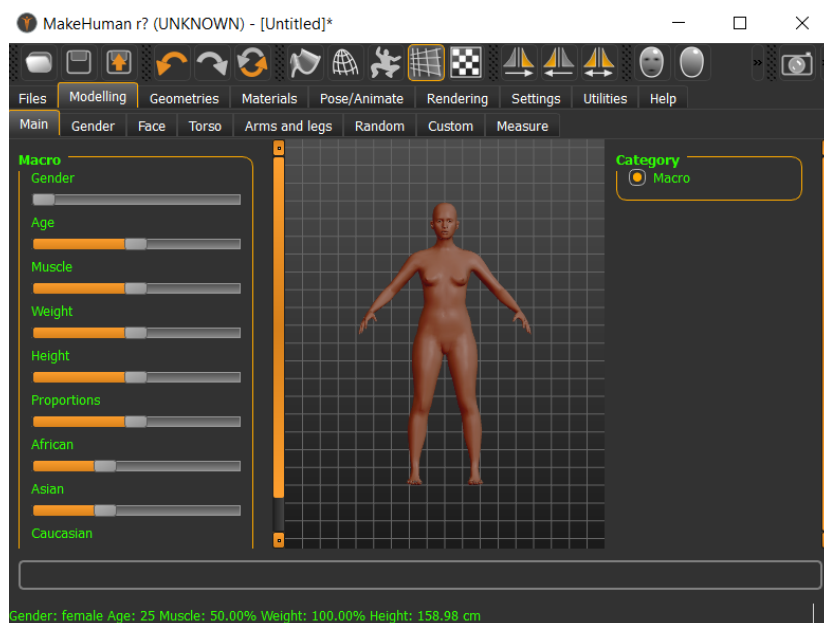 MakeHuman r? (UNKNOWN) - [Untitled]*
Files Modelling Geometries Materials Pose/Animate Rendering Settings Utilities Help
Main Gender Face Torso Arms and legs Random Custom Measure
Macro
Gender
Age
Muscle
Weight
Height
Proportions
African
Asian
Caucasian
Category
Macro
Gender: female Age: 25 Muscle: 50.00% Weight: 100.00% Height: 158.98 cm